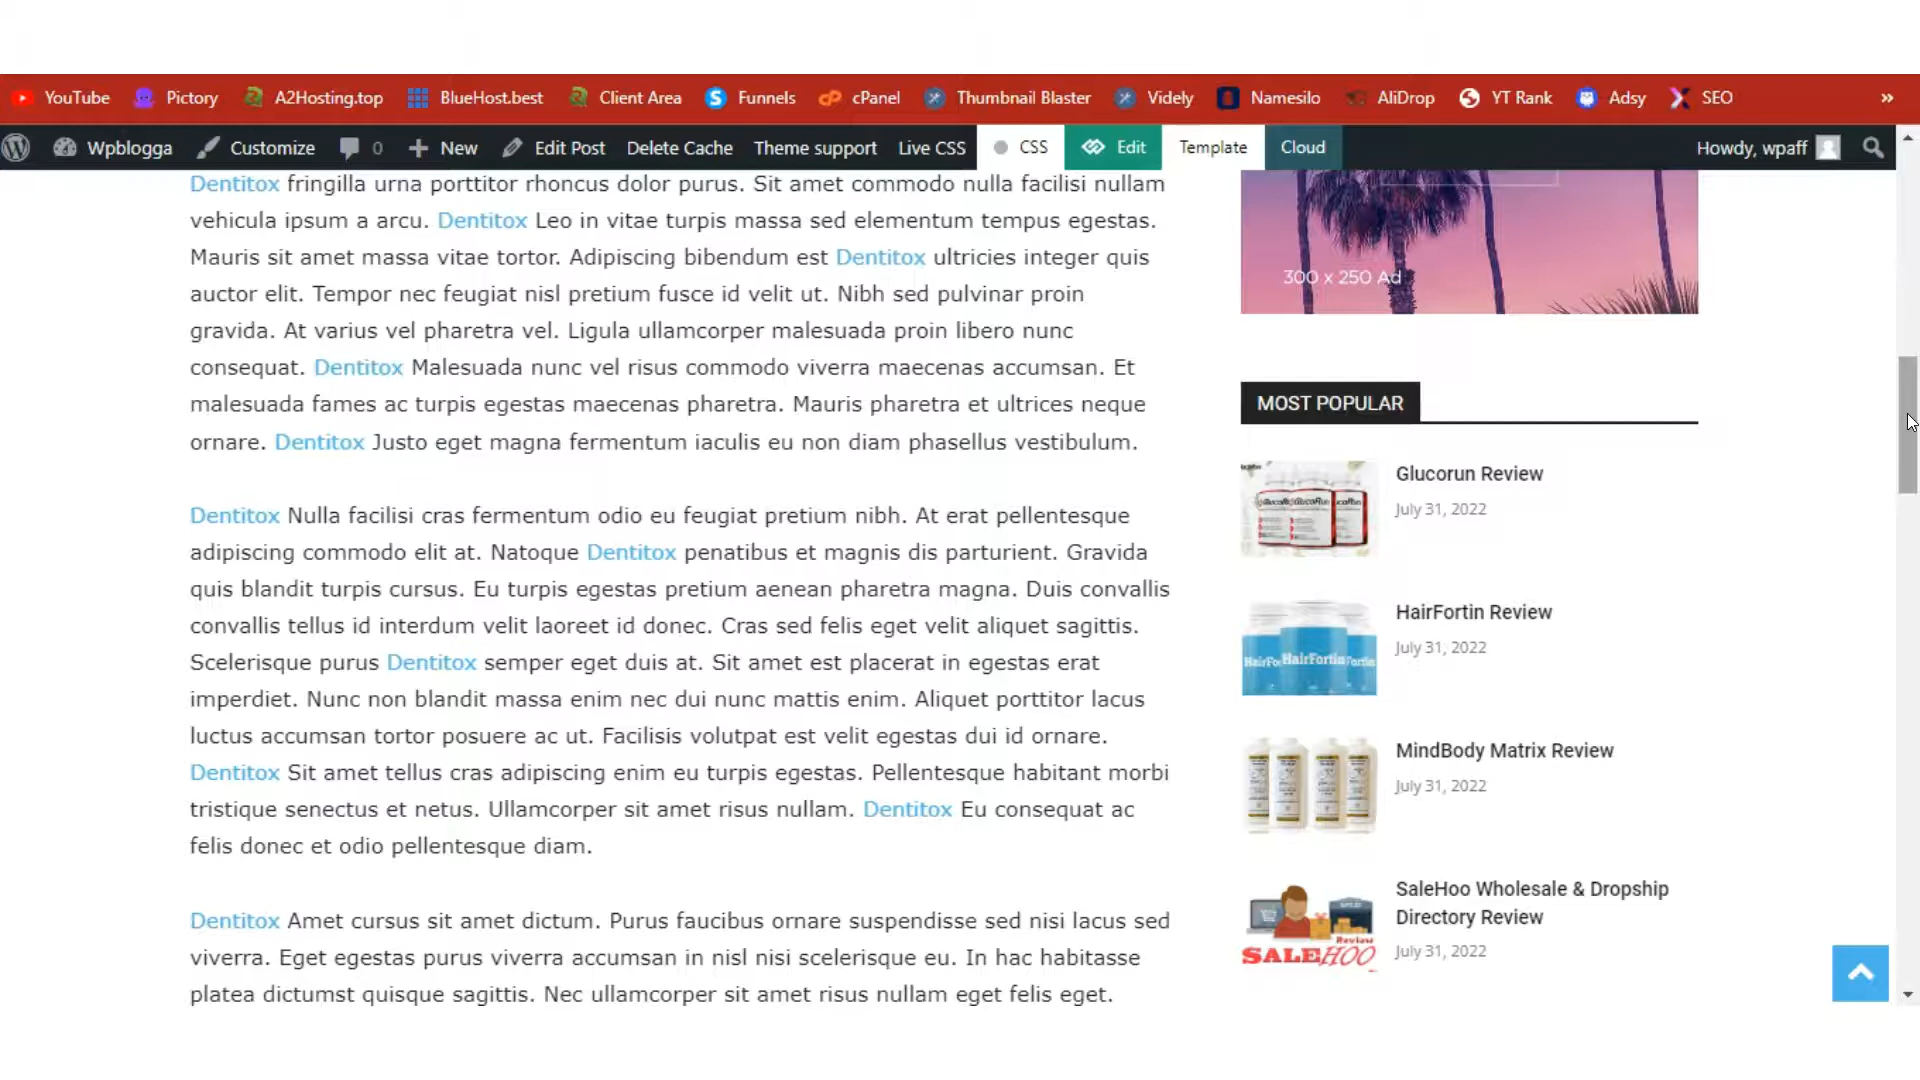 YouTube Pictory A2Hosting.top BlueHost.best Client Area Funnels cPanel Thumbnail Blaster Videly Namesilo AliDrop YT Rank Adsy SEO »
Wpblogga Customize 0 New Edit Post Delete Cache Theme support Live CSS CSS Edit Template Cloud Howdy, wpaff
Dentitox fringilla urna porttitor rhoncus dolor purus. Sit amet commodo nulla facilisi nullam
vehicula ipsum a arcu. Dentitox Leo in vitae turpis massa sed elementum tempus egestas.
Mauris sit amet massa vitae tortor. Adipiscing bibendum est Dentitox ultricies integer quis
auctor elit. Tempor nec feugiat nisl pretium fusce id velit ut. Nibh sed pulvinar proin
gravida. At varius vel pharetra vel. Ligula ullamcorper malesuada proin libero nunc
consequat. Dentitox Malesuada nunc vel risus commodo viverra maecenas accumsan. Et
malesuada fames ac turpis egestas maecenas pharetra. Mauris pharetra et ultrices neque
ornare. Dentitox Justo eget magna fermentum iaculis eu non diam phasellus vestibulum.
Dentitox Nulla facilisi cras fermentum odio eu feugiat pretium nibh. At erat pellentesque
adipiscing commodo elit at. Natoque Dentitox penatibus et magnis dis parturient. Gravida
quis blandit turpis cursus. Eu turpis egestas pretium aenean pharetra magna. Duis convallis
convallis tellus id interdum velit laoreet id donec. Cras sed felis eget velit aliquet sagittis.
Scelerisque purus Dentitox semper eget duis at. Sit amet est placerat in egestas erat
imperdiet. Nunc non blandit massa enim nec dui nunc mattis enim. Aliquet porttitor lacus
luctus accumsan tortor posuere ac ut. Facilisis volutpat est velit egestas dui id ornare.
Dentitox Sit amet tellus cras adipiscing enim eu turpis egestas. Pellentesque habitant morbi
tristique senectus et netus. Ullamcorper sit amet risus nullam. Dentitox Eu consequat ac
felis donec et odio pellentesque diam.
Dentitox Amet cursus sit amet dictum. Purus faucibus ornare suspendisse sed nisi lacus sed
viverra. Eget egestas purus viverra accumsan in nisl nisi scelerisque eu. In hac habitasse
platea dictumst quisque sagittis. Nec ullamcorper sit amet risus nullam eget felis eget.
300 x 250 Ad
MOST POPULAR
Glucorun Review
July 31, 2022
HairFortin
HairFortin Review
July 31, 2022
MindBody Matrix Review
July 31, 2022
Review
SALEHOO
SaleHoo Wholesale & Dropship
Directory Review
July 31, 2022